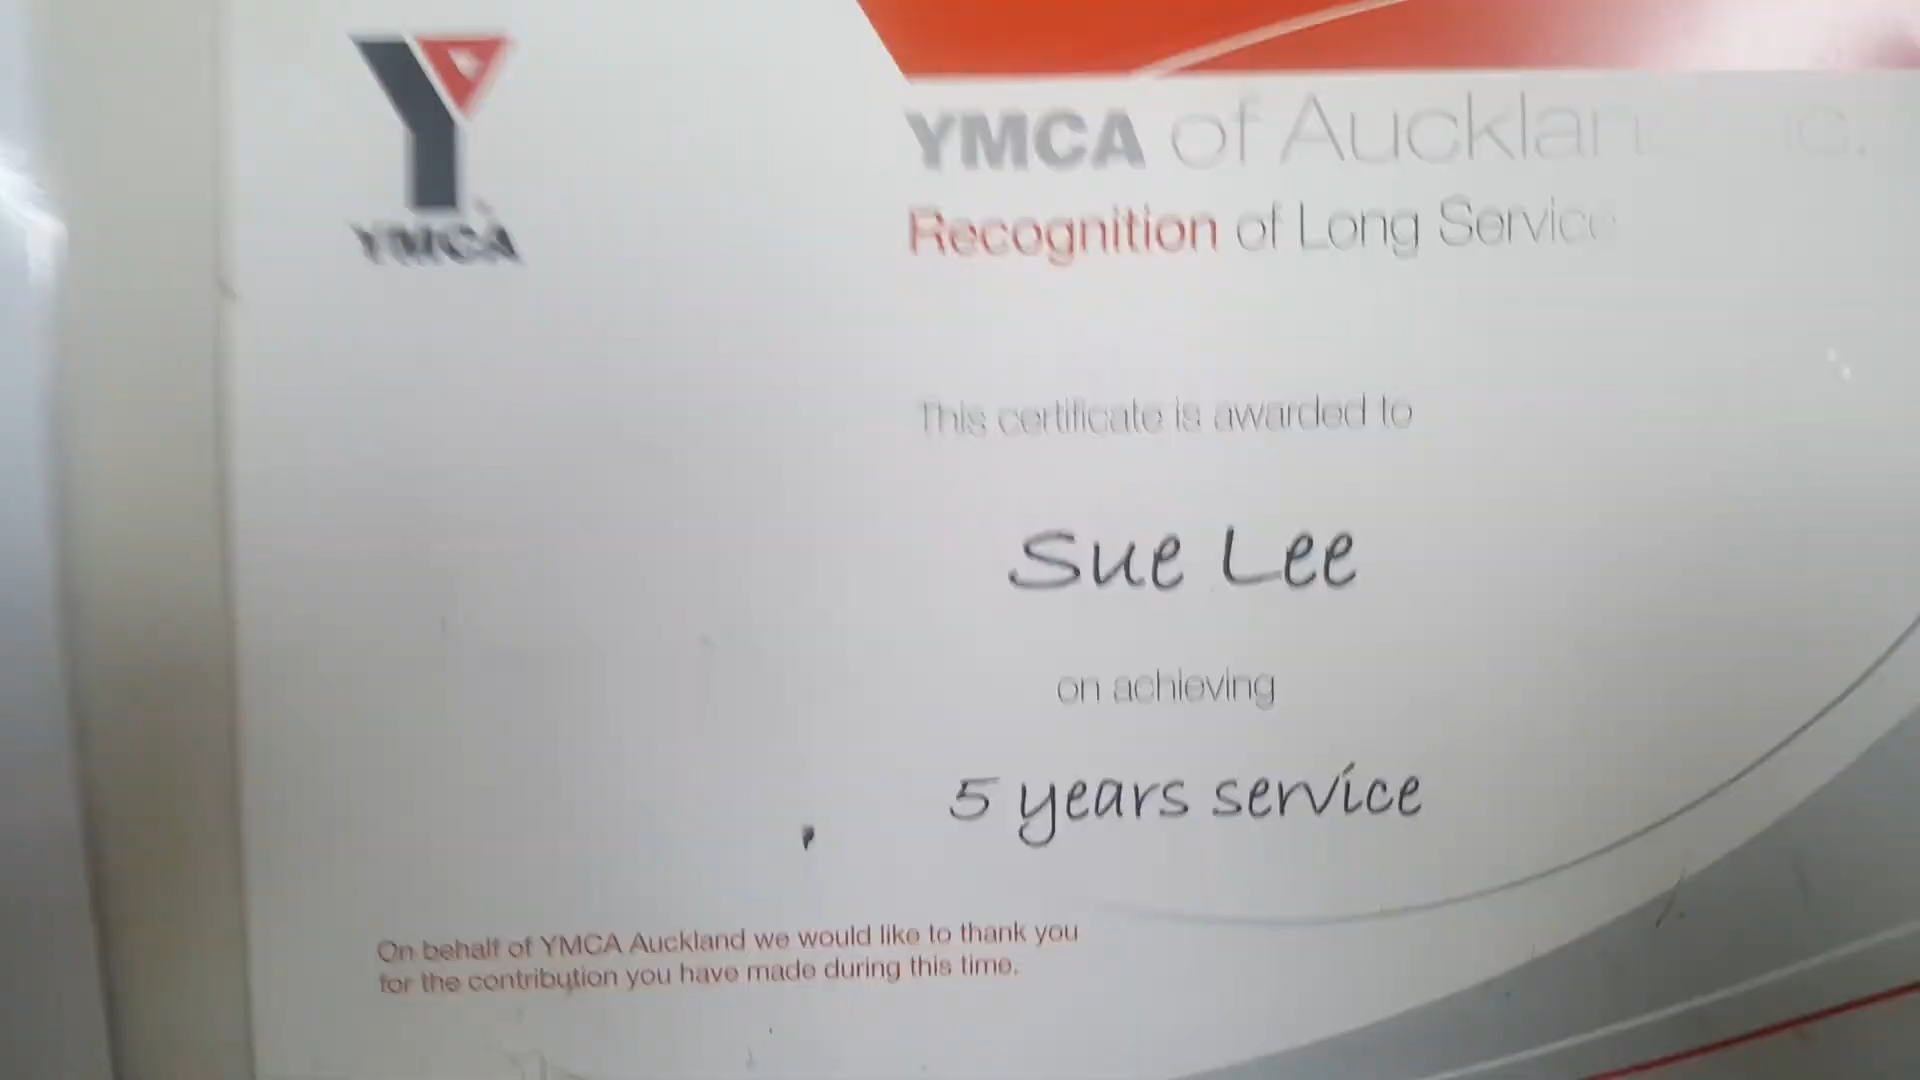 YMCA
YMCA of Auckland Inc.
Recognition of Long Service
This certificate is awarded to
Sue Lee
on achieving
5 years service
On behalf of YMCA Auckland we would like to thank you
for the contribution you have made during this time.